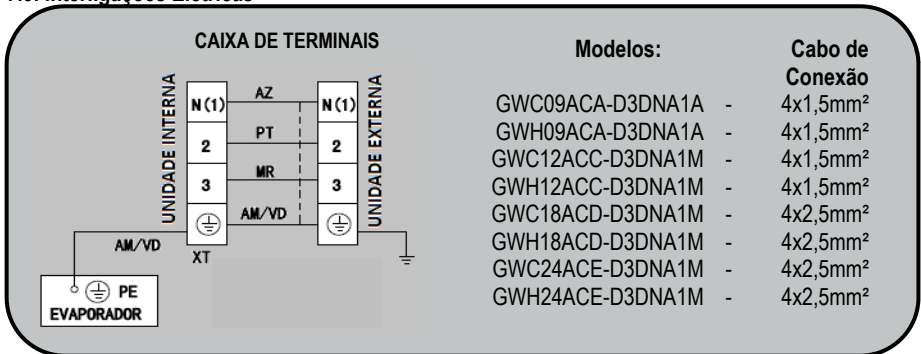 CAIXA DE TERMINAIS
UNIDADE INTERNA
N(1)
AZ
N(1)
2
PT
2
3
MR
3
AM/VD
UNIDADE EXTERNA
XT
AM/VD
PE
EVAPORADOR
Modelos:
Cabo de
Conexão
GWC09ACA-D3DNA1A - 4x1,5mm²
GWH09ACA-D3DNA1A - 4x1,5mm²
GWC12ACC-D3DNA1M - 4x1,5mm²
GWH12ACC-D3DNA1M - 4x1,5mm²
GWC18ACD-D3DNA1M - 4x2,5mm²
GWH18ACD-D3DNA1M - 4x2,5mm²
GWC24ACE-D3DNA1M - 4x2,5mm²
GWH24ACE-D3DNA1M - 4x2,5mm²